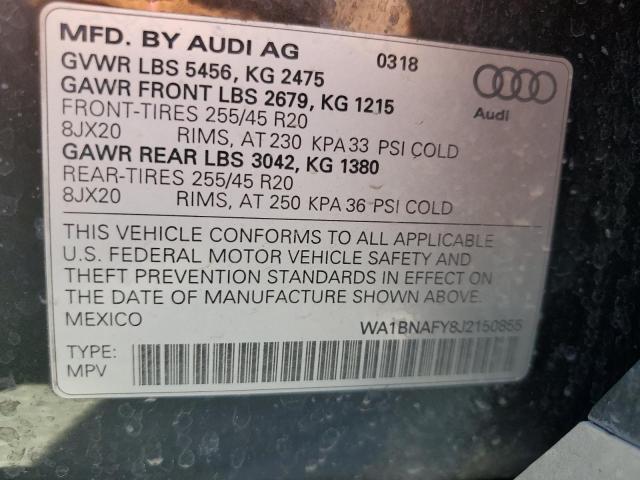 MFD. BY AUDI AG 0318
GVWR LBS 5456, KG 2475
GAWR FRONT LBS 2679, KG 1215
FRONT-TIRES 255/45 R20
8JX20 RIMS, AT 230 KPA 33 PSI COLD
GAWR REAR LBS 3042, KG 1380
REAR-TIRES 255/45 R20
8JX20 RIMS, AT 250 KPA 36 PSI COLD
Audi
THIS VEHICLE CONFORMS TO ALL APPLICABLE
U.S. FEDERAL MOTOR VEHICLE SAFETY AND
THEFT PREVENTION STANDARDS IN EFFECT ON
THE DATE OF MANUFACTURE SHOWN ABOVE.
MEXICO WA1BNAFY8J2150855
TYPE:
MPV